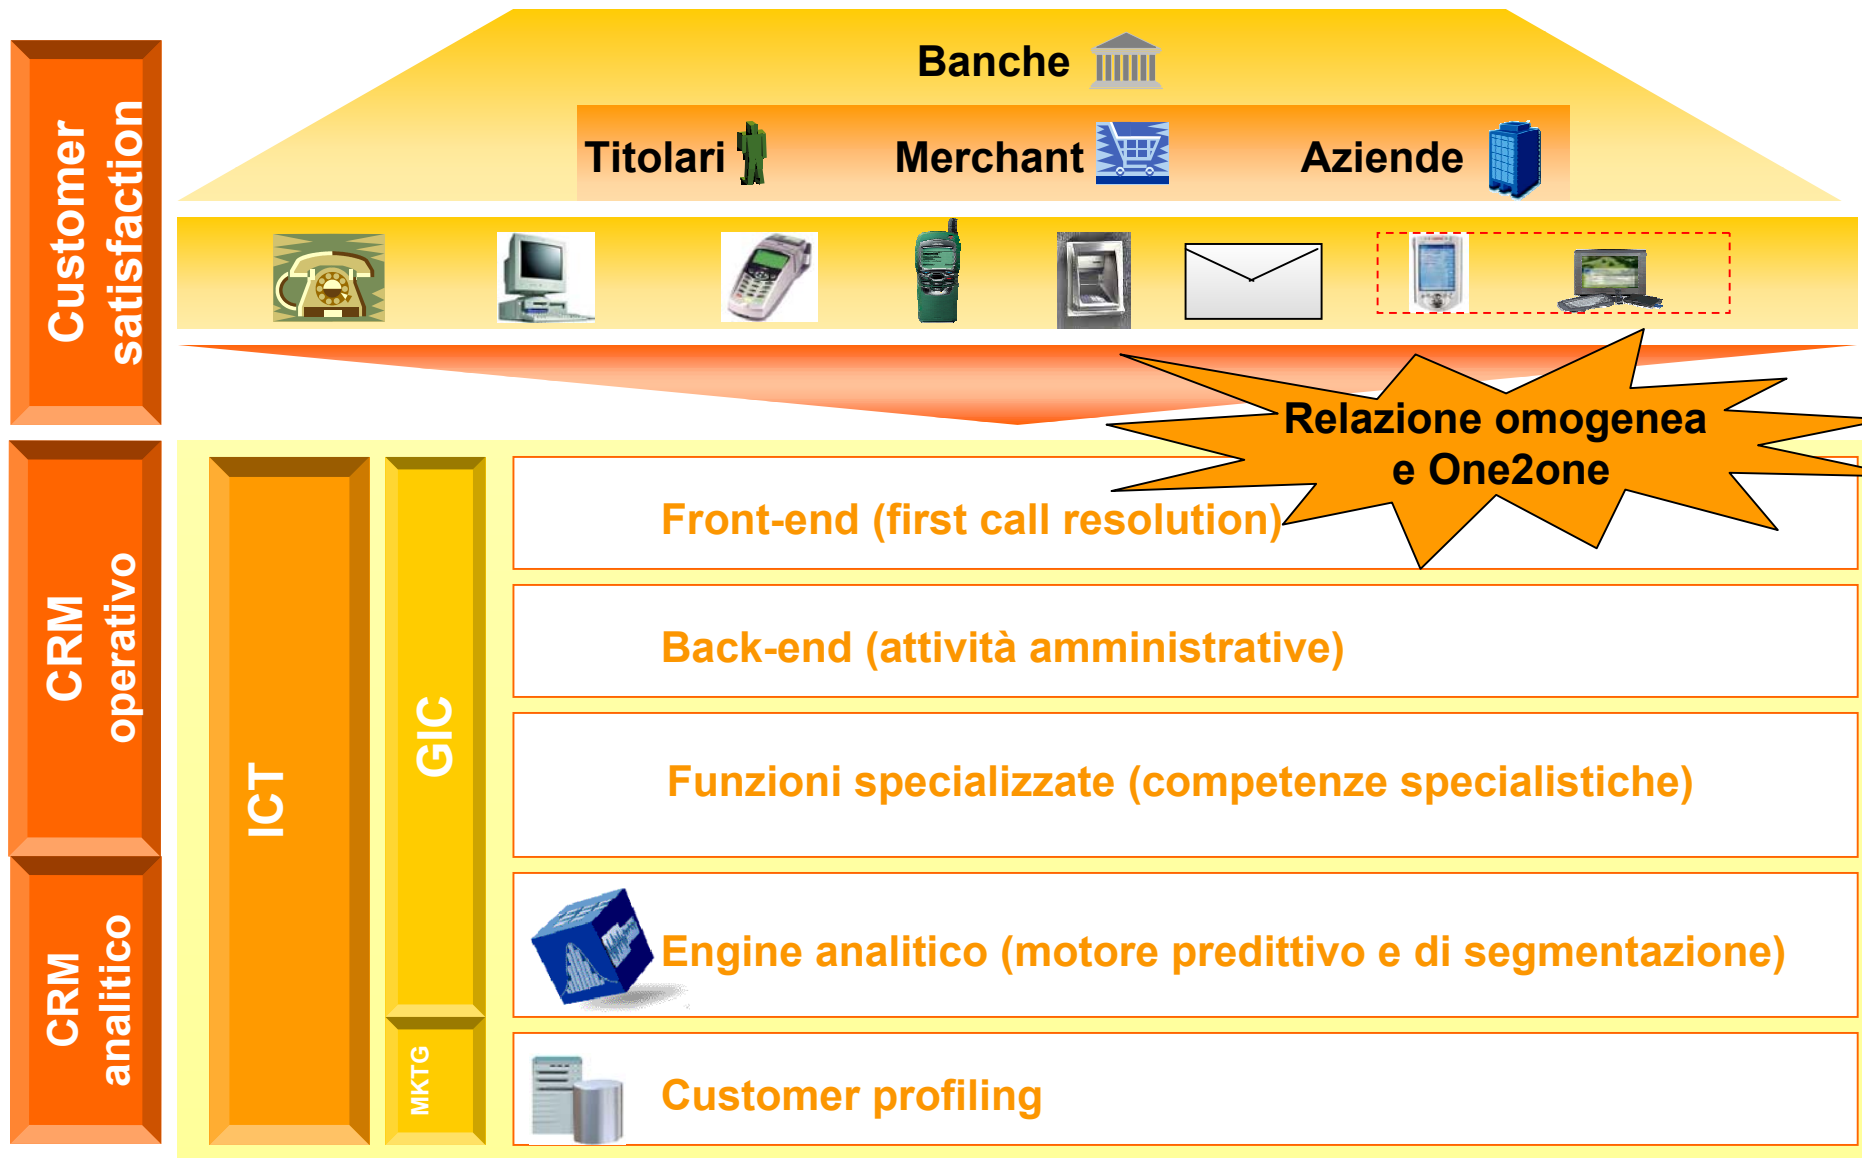 Banche
Titolari
Merchant
Aziende
Customer
satisfaction
Relazione omogenea
e One2one
CRM
operativo
ICT
GIC
Front-end (first call resolution)
Back-end (attività amministrative)
Funzioni specializzate (competenze specialistiche)
CRM
analitico
Engine analitico (motore predittivo e di segmentazione)
MKTG
Customer profiling